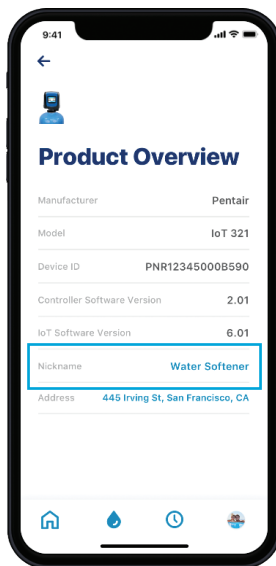 9:41
Product Overview
Manufacturer Pentair
Model IoT 321
Device ID PNR12345000B590
Controller Software Version 2.01
IoT Software Version 6.01
Nickname Water Softener
Address 445 Irving St, San Francisco, CA